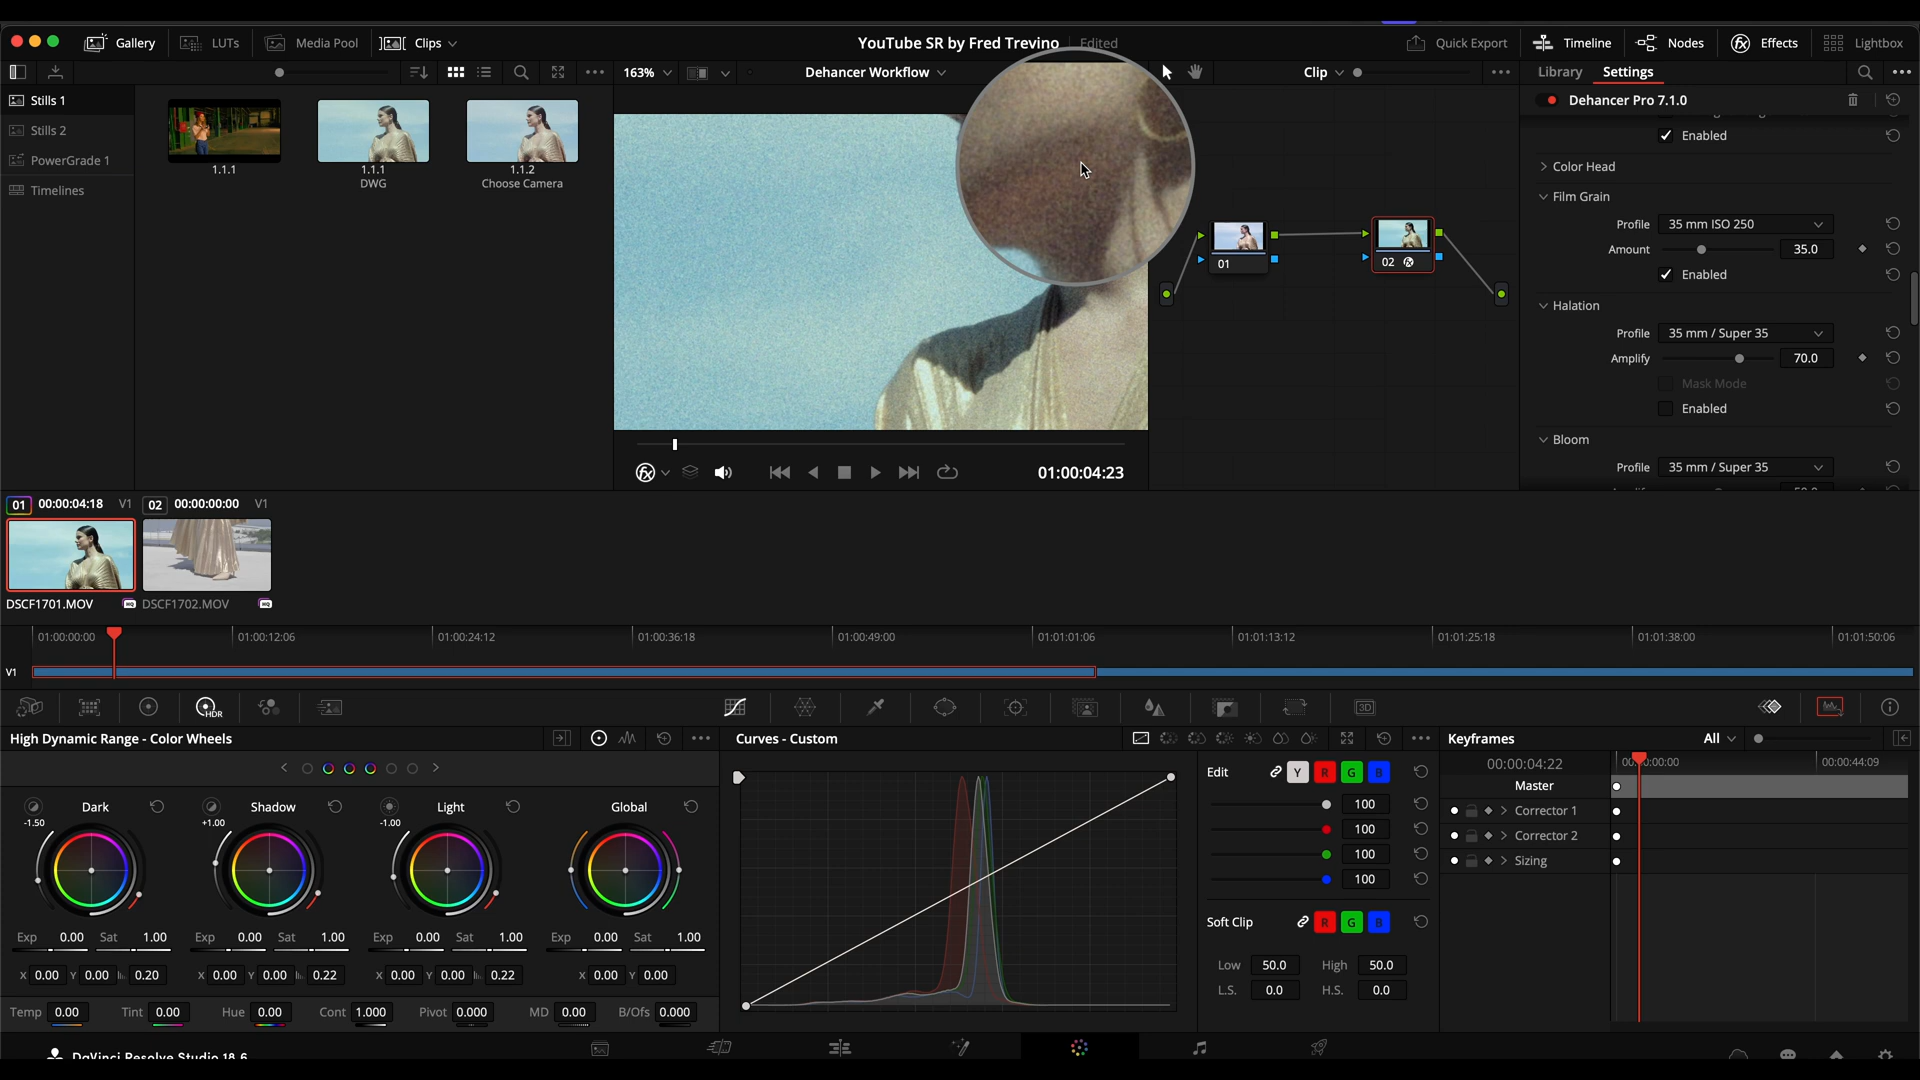 Gallery LUTs Media Pool Clips YouTube SR by Fred Trevino Edited Quick Export Timeline Nodes Effects Lightbox
163% Dehancer Workflow Clip Library Settings
Stills 1
Stills 2
PowerGrade 1
Timelines
1.1.1
1.1.1
DWG
1.1.2
Choose Camera
01
02
01:00:04:23
Dehancer Pro 7.1.0
Enabled
Color Head
Film Grain
Profile 35 mm ISO 250
Amount 35.0
Enabled
Halation
Profile 35 mm / Super 35
Amplify 70.0
Mask Mode
Enabled
Bloom
Profile 35 mm / Super 35
01 00:00:04:18 V1 02 00:00:00:00 V1
DSCF1701.MOV DSCF1702.MOV
01:00:00:00 01:00:12:06 01:00:24:12 01:00:36:18 01:00:49:00 01:01:01:06 01:01:13:12 01:01:25:18 01:01:38:00 01:01:50:06
V1
HDR
3D
High Dynamic Range - Color Wheels
Dark Shadow Light Global
-1.50 +1.00 -1.00
Exp 0.00 Sat 1.00 Exp 0.00 Sat 1.00 Exp 0.00 Sat 1.00 Exp 0.00 Sat 1.00
X 0.00 Y 0.00 0.20 X 0.00 Y 0.00 0.22 X 0.00 Y 0.00 0.22 X 0.00 Y 0.00
Temp 0.00 Tint 0.00 Hue 0.00 Cont 1.000 Pivot 0.000 MD 0.00 B/Ofs 0.000
Curves - Custom
Edit Y R G B
100
100
100
100
Soft Clip R G B
Low 50.0 High 50.0
L.S. 0.0 H.S. 0.0
Keyframes All
00:00:04:22 00:00:00:00 00:00:44:09
Master
Corrector 1
Corrector 2
Sizing
DaVinci Resolve Studio 18.6